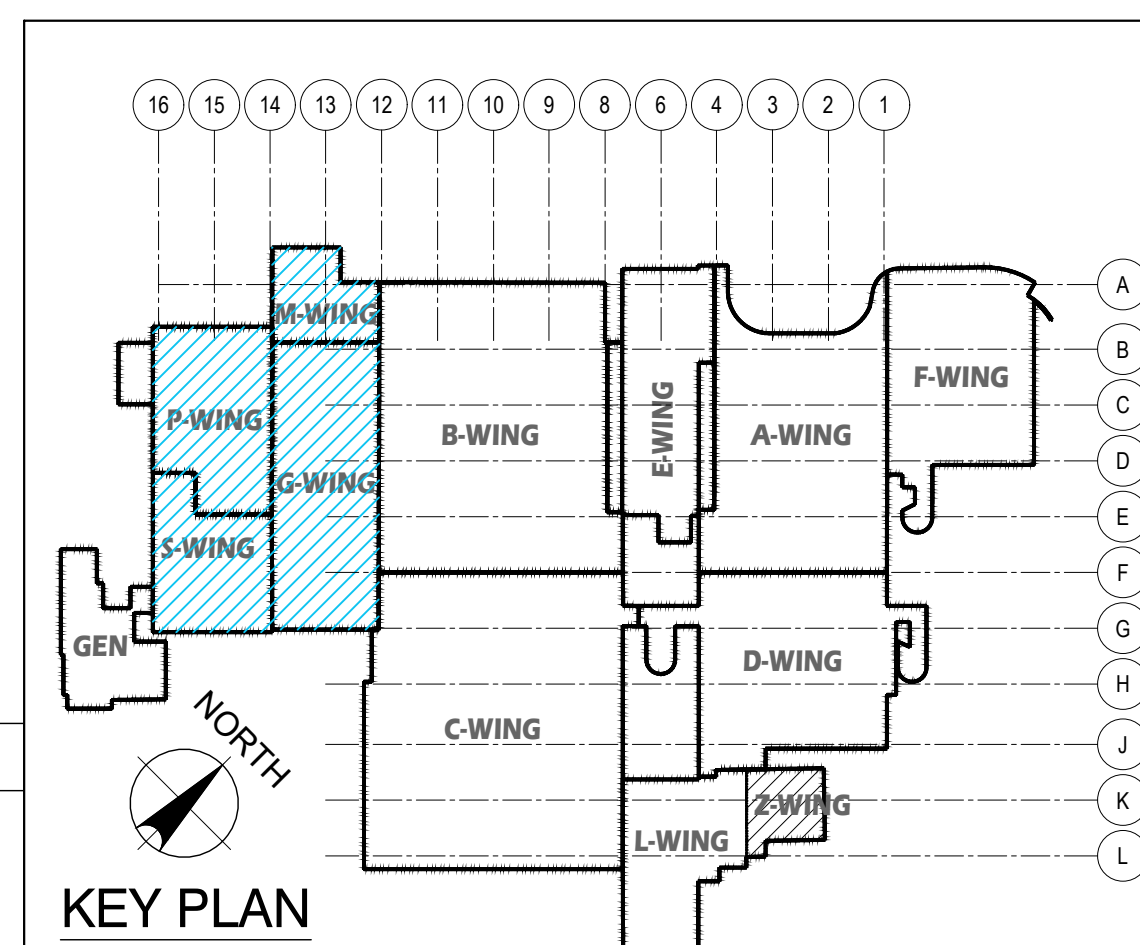 16 15 14 13 12 11 10 9 8 6 4 3 2 1
A
M-WING
B
F-WING
C
P-WING
B-WING
E-WING
A-WING
D
G-WING
E
S-WING
F
G
GEN
D-WING
H
NORTH
C-WING
J
K
Z-WING
L-WING
L
KEY PLAN